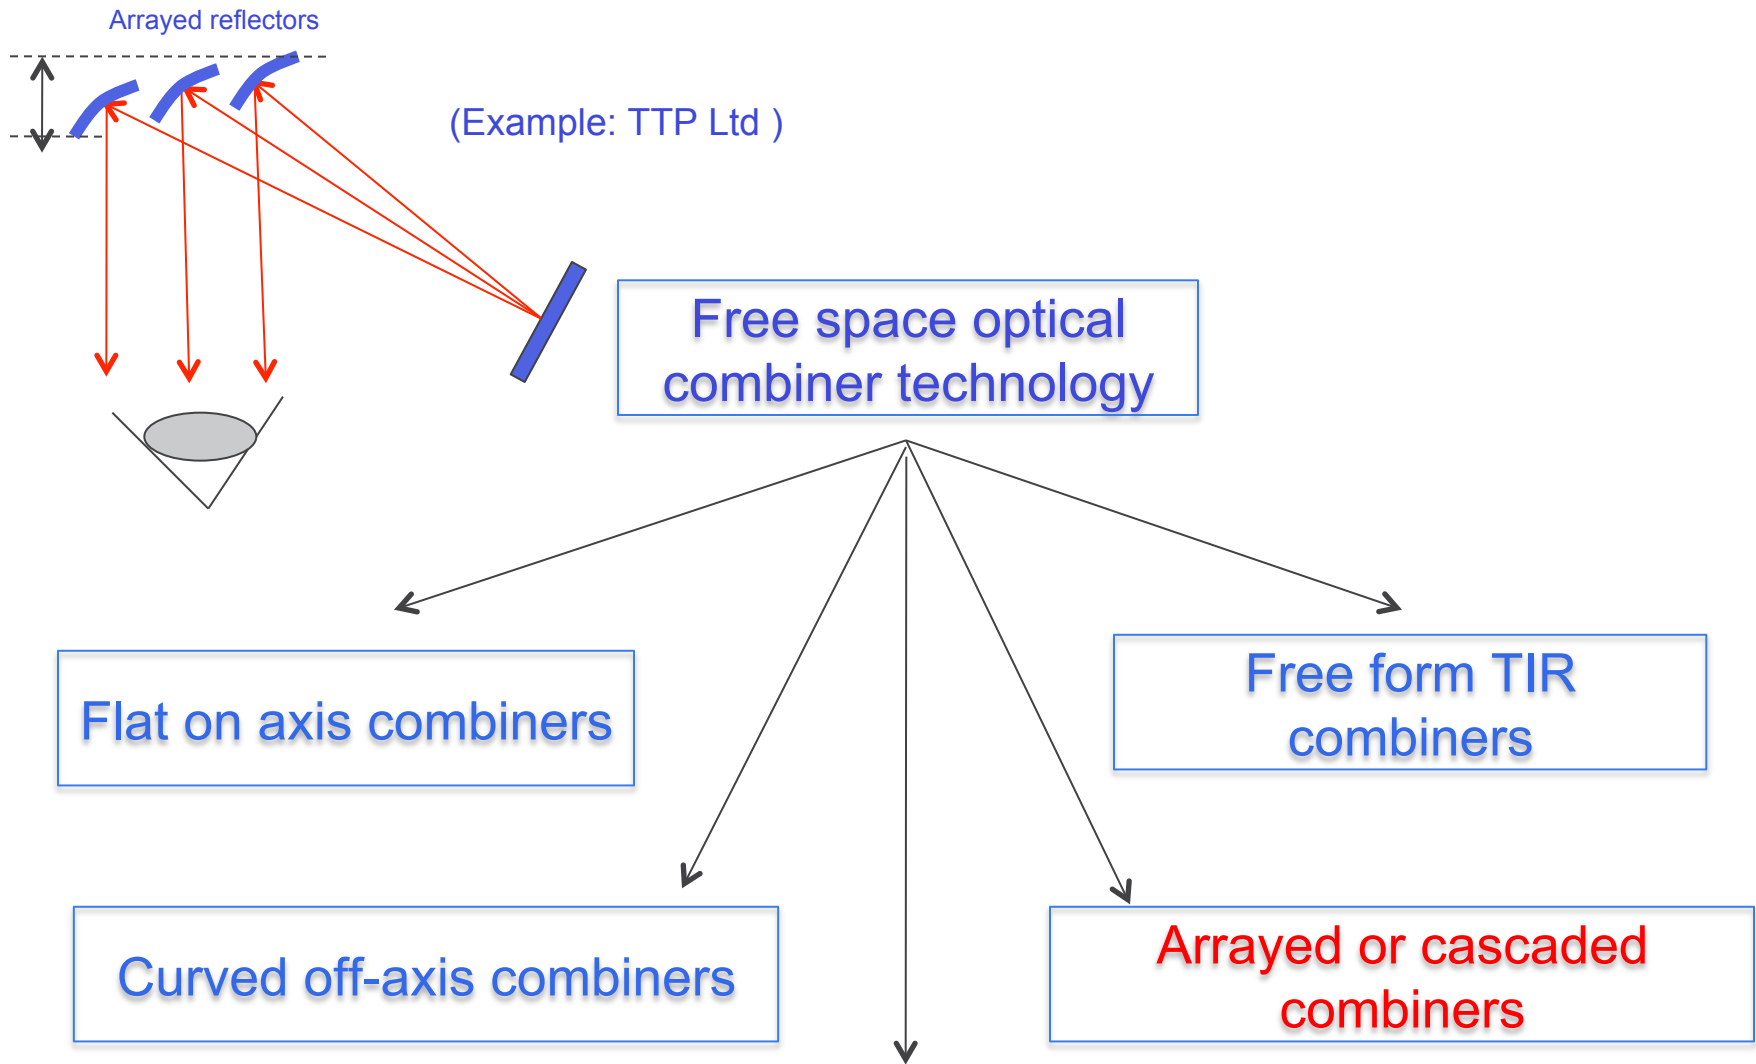 Arrayed reflectors
(Example: TTP Ltd )
Free space optical
combiner technology
Flat on axis combiners
Free form TIR
combiners
Curved off-axis combiners
Arrayed or cascaded
combiners